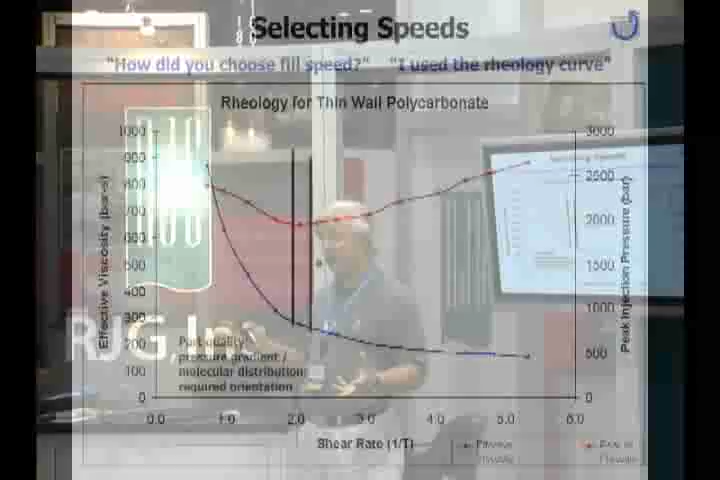 Selecting Speeds
"How did you choose fill speed?" "I used the rheology curve"
Rheology for Thin Wall Polycarbonate
1000
900
800
700
600
500
400
300
200
100
0
Effective Viscosity (bar-s)
3000
2500
2000
1500
1000
500
0
Peak Injection Pressure (bar)
RJG In
Part quality
pressure gradient /
molecular distribution
required orientation
0.0 1.0 2.0 3.0 4.0 5.0 6.0
Shear Rate (1/T)